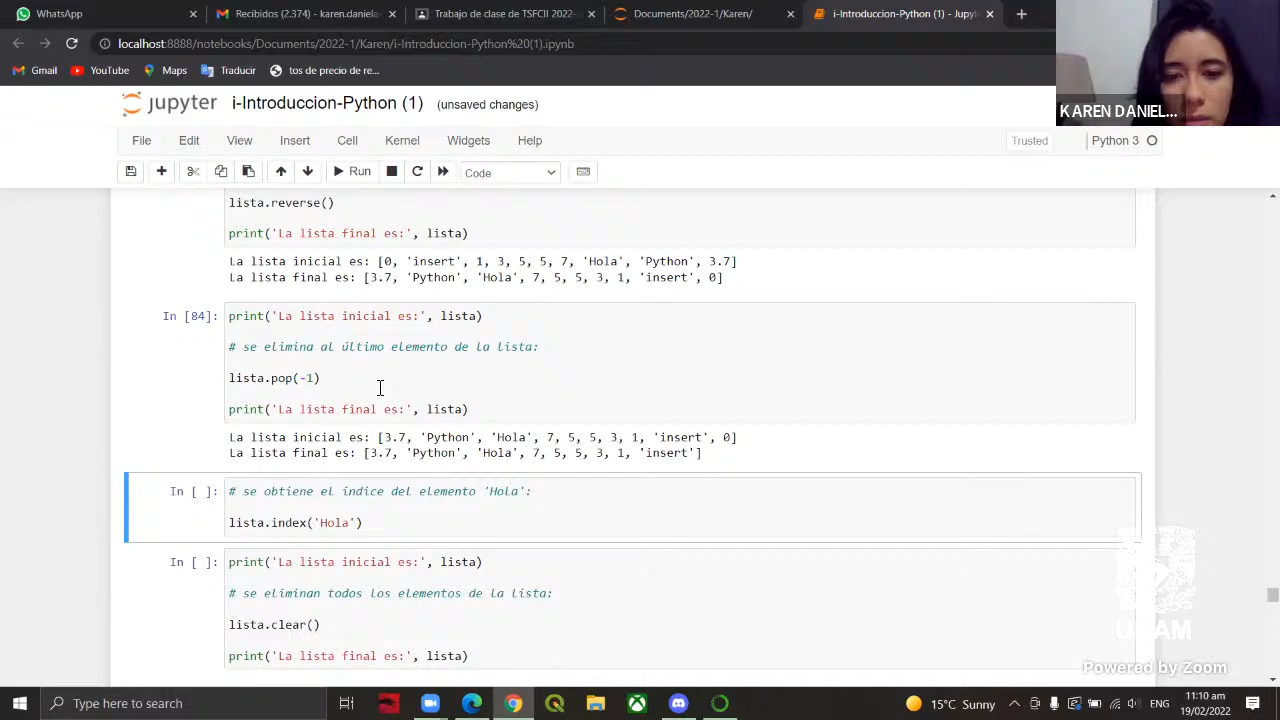 WhatsApp
Recibidos (2.374) - karen.daniela
Trabajo de clase de TSFCII 2022-
Documents/2022-1/Karen/
i-Introduccion-Python (1) - Jupyt
localhost:8888/notebooks/Documents/2022-1/Karen/i-Introduccion-Python%20(1).ipynb
Gmail
YouTube
Maps
Traducir
tos de precio de re...
KAREN DANIEL...
jupyter
i-Introduccion-Python (1)
(unsaved changes)
File
Edit
View
Insert
Cell
Kernel
Widgets
Help
Trusted
Python 3
Run
Code
lista.reverse()
print('La lista final es:', lista)
La lista inicial es: [0, 'insert', 1, 3, 5, 5, 7, 'Hola', 'Python', 3.7]
La lista final es: [3.7, 'Python', 'Hola', 7, 5, 5, 3, 1, 'insert', 0]
In [84]:
print('La lista inicial es:', lista)
# se elimina al último elemento de la lista:
lista.pop(-1)
print('La lista final es:', lista)
La lista inicial es: [3.7, 'Python', 'Hola', 7, 5, 5, 3, 1, 'insert', 0]
La lista final es: [3.7, 'Python', 'Hola', 7, 5, 5, 3, 1, 'insert']
In [ ]:
# se obtiene el índice del elemento 'Hola':
lista.index('Hola')
In [ ]:
print('La lista inicial es:', lista)
# se eliminan todos los elementos de la lista:
lista.clear()
print('La lista final es:', lista)
UNAM
Powered by Zoom
Type here to search
15°C Sunny
11:10 am
19/02/2022